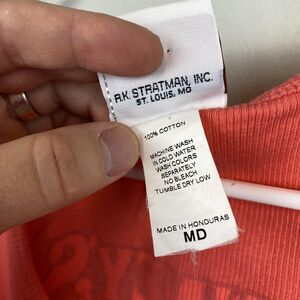 R.K. STRATMAN, INC.
ST. LOUIS, MO
100% COTTON
MACHINE WASH
IN COLD WATER
WASH COLORS
SEPARATELY
NO BLEACH
TUMBLE DRY LOW
MADE IN HONDURAS
MD